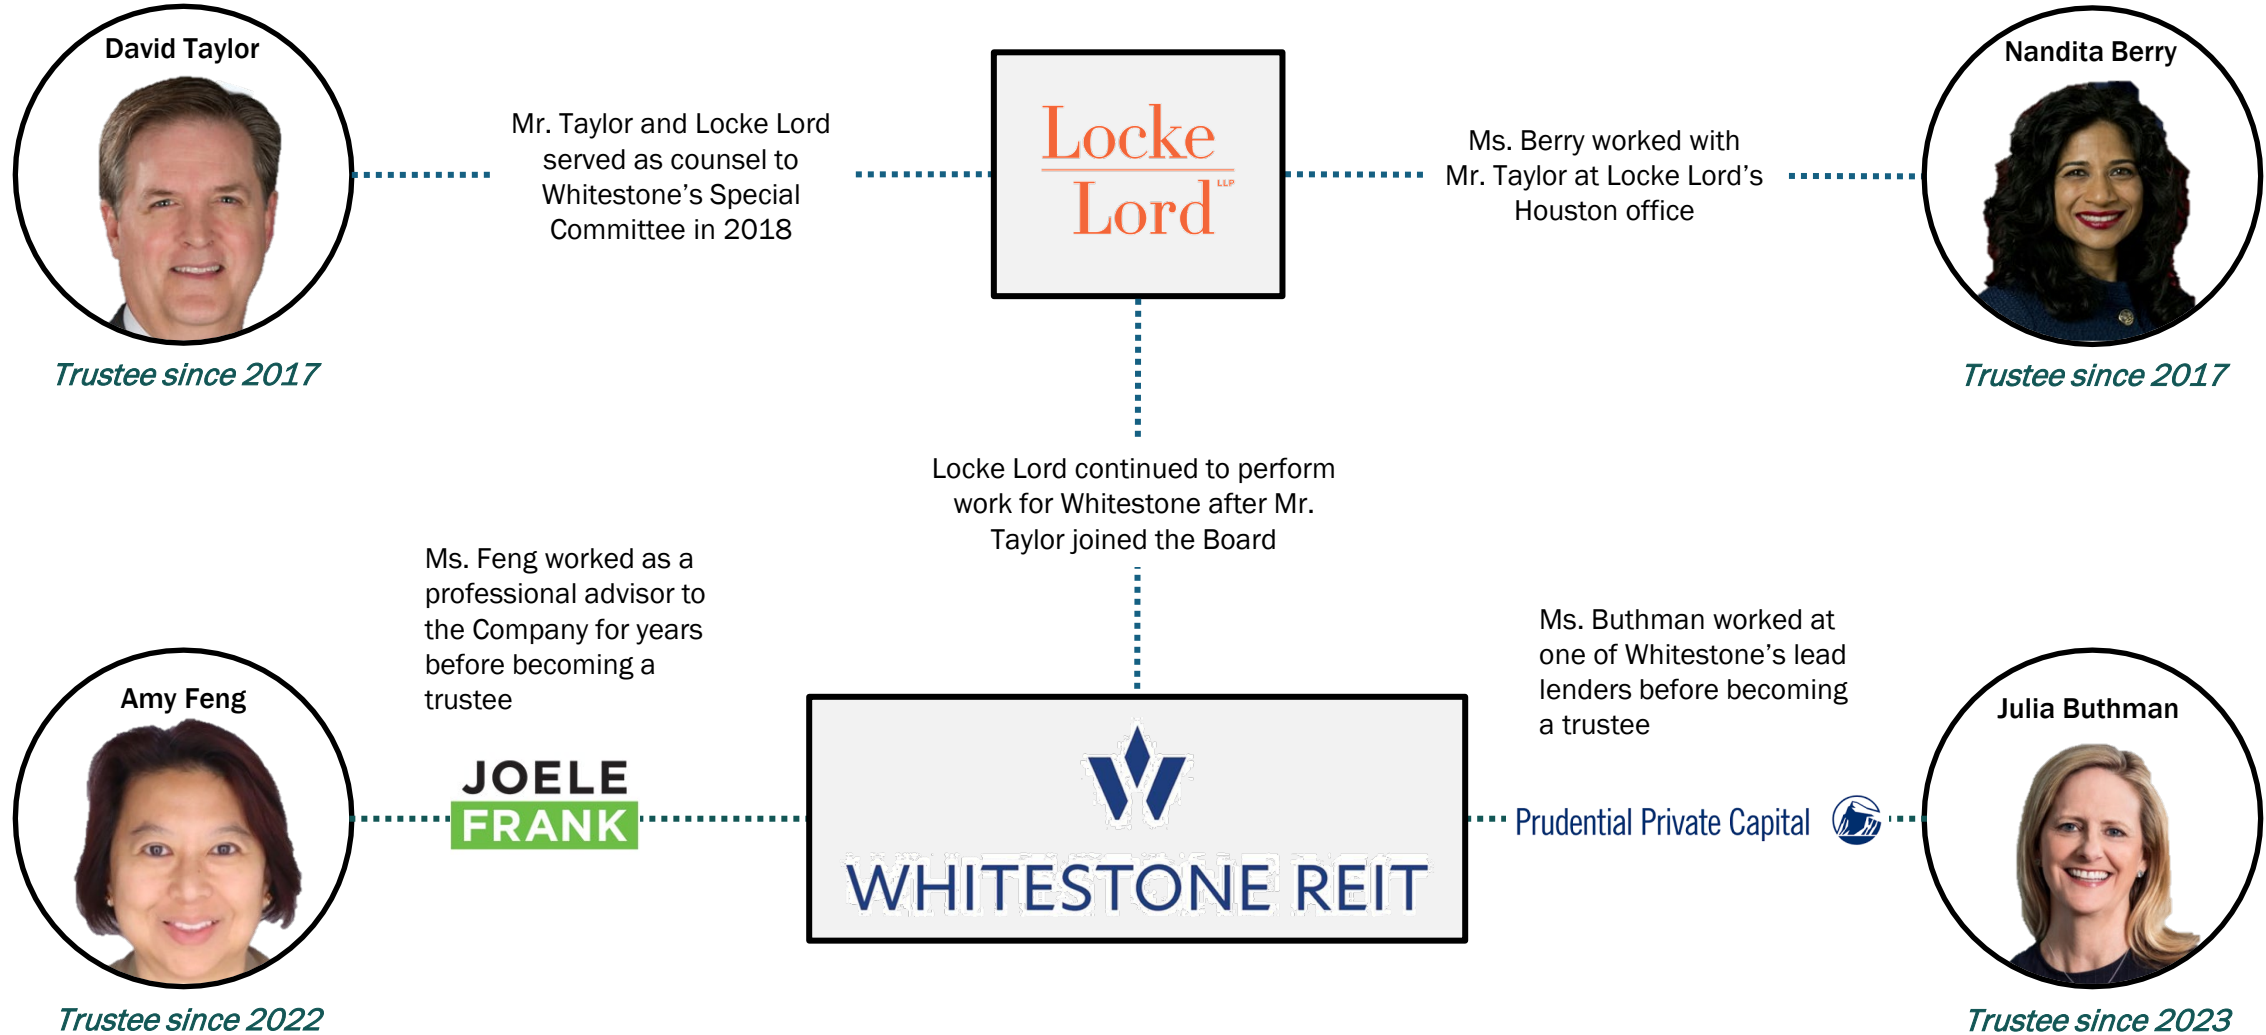 David Taylor
Mr. Taylor and Locke Lord
served as counsel to
Whitestone’s Special
Committee in 2018
Trustee since 2017
Locke
Lord LLP
Ms. Berry worked with
Mr. Taylor at Locke Lord’s
Houston office
Nandita Berry
Trustee since 2017
Locke Lord continued to perform
work for Whitestone after Mr.
Taylor joined the Board
Amy Feng
Trustee since 2022
Ms. Feng worked as a
professional advisor to
the Company for years
before becoming a
trustee
JOELE
FRANK
WHITESTONE REIT
Ms. Buthman worked at
one of Whitestone’s lead
lenders before becoming
a trustee
Prudential Private Capital
Julia Buthman
Trustee since 2023